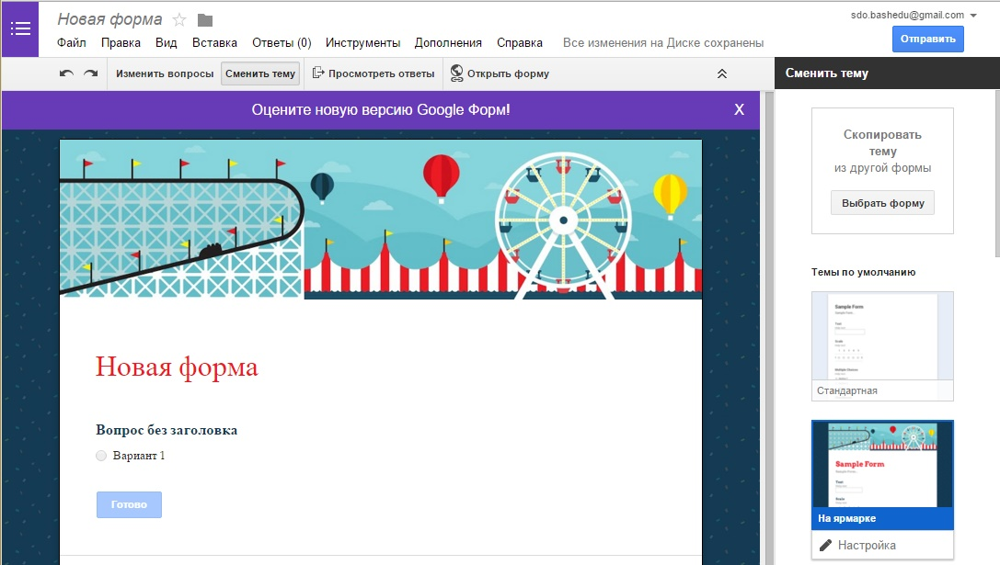 Новая форма
sdo.bashedu@gmail.com
Файл Правка Вид Вставка Ответы (0) Инструменты Дополнения Справка Все изменения на Диске сохранены
Отправить
Изменить вопросы Сменить тему Просмотреть ответы Открыть форму
Сменить тему
Оцените новую версию Google Форм! X
Скопировать
тему
из другой формы
Выбрать форму
Темы по умолчанию
Sample Form
Стандартная
Новая форма
Вопрос без заголовка
Вариант 1
Готово
Sample Form
На ярмарке
Настройка